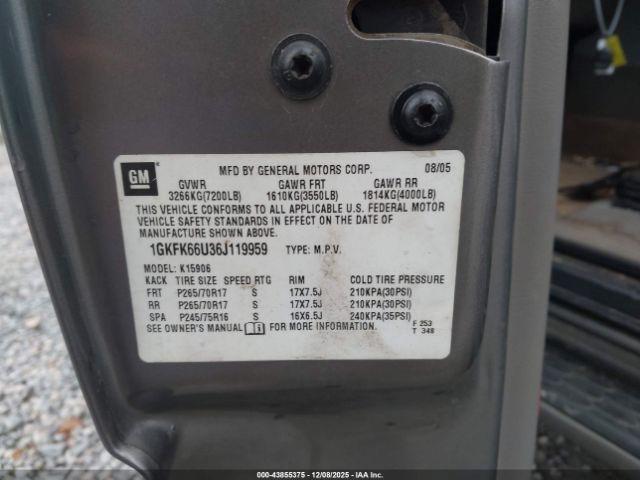 GM
MFD BY GENERAL MOTORS CORP. 08/05
GVWR GAWR FRT GAWR RR
3266KG(7200LB) 1610KG(3550LB) 1814KG(4000LB)
THIS VEHICLE CONFORMS TO ALL APPLICABLE U.S. FEDERAL MOTOR
VEHICLE SAFETY STANDARDS IN EFFECT ON THE DATE OF
MANUFACTURE SHOWN ABOVE.
1GKFK66U36J119959 TYPE: M.P.V.
MODEL: K15906
KACK TIRE SIZE SPEED RTG RIM COLD TIRE PRESSURE
FRT P265/70R17 S 17X7.5J 210KPA(30PSI)
RR P265/70R17 S 17X7.5J 210KPA(30PSI)
SPA P245/75R16 S 16X6.5J 240KPA(35PSI)
SEE OWNER'S MANUAL FOR MORE INFORMATION.
F 253
T 348
000-43855375 - 12/08/2025 - IAAI.com